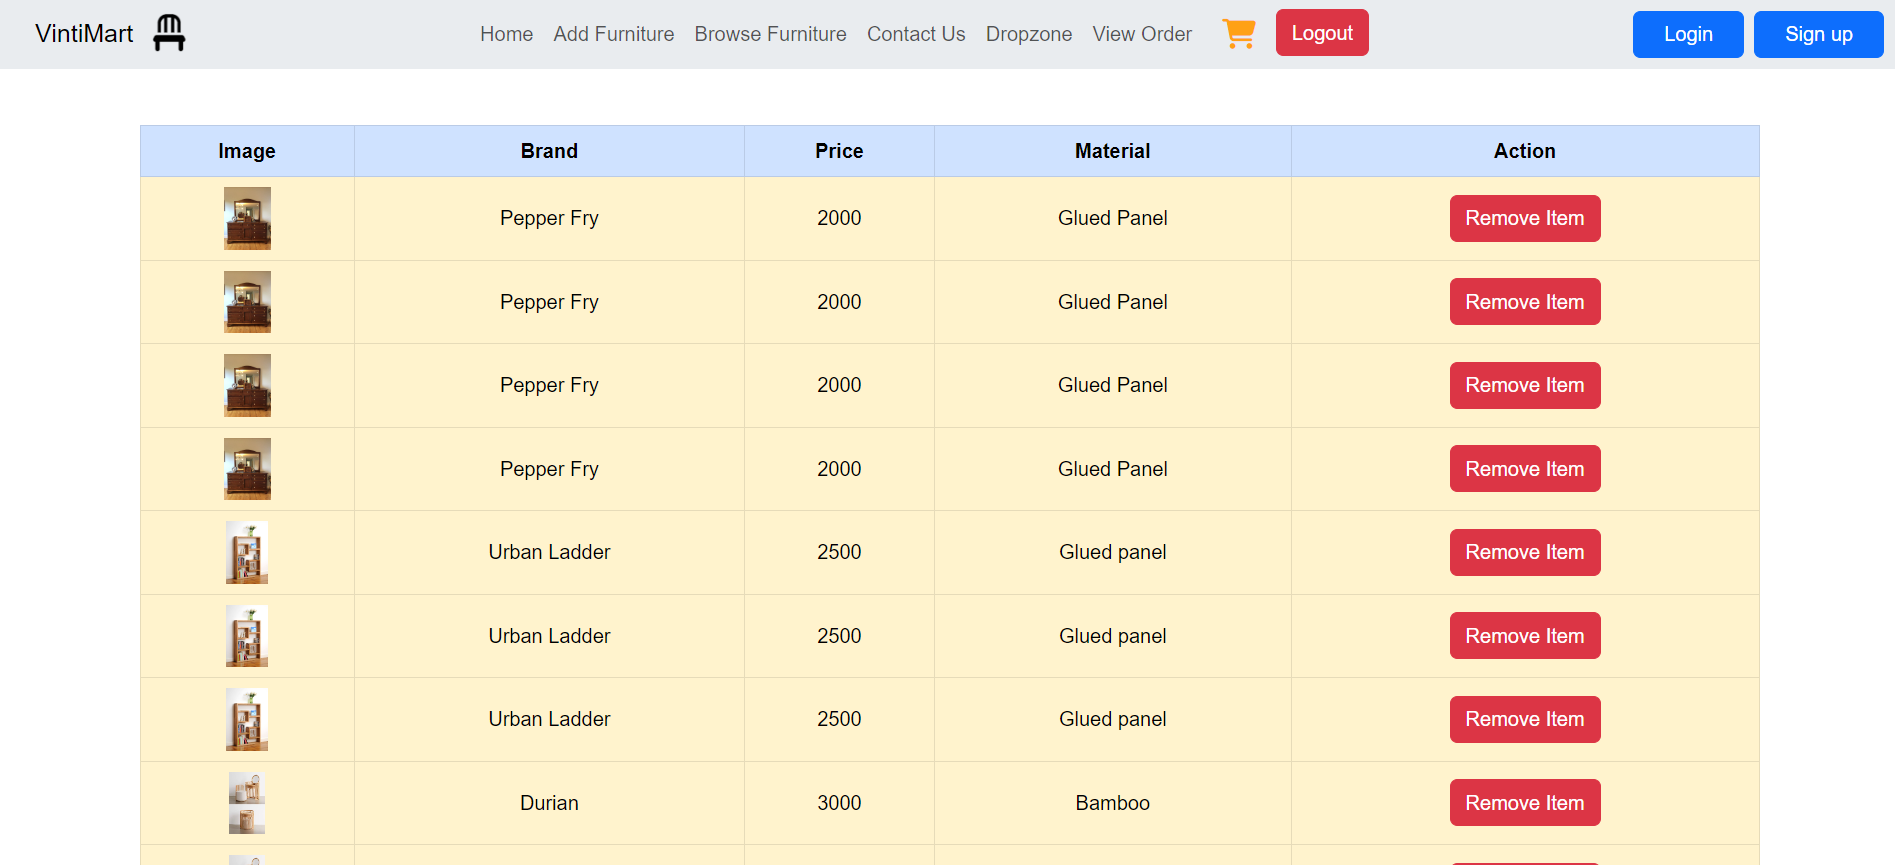 VintiMart Home Add Furniture Browse Furniture Contact Us Dropzone View Order Logout Login Sign up
Image Brand Price Material Action
Pepper Fry 2000 Glued Panel Remove Item
Pepper Fry 2000 Glued Panel Remove Item
Pepper Fry 2000 Glued Panel Remove Item
Pepper Fry 2000 Glued Panel Remove Item
Urban Ladder 2500 Glued panel Remove Item
Urban Ladder 2500 Glued panel Remove Item
Urban Ladder 2500 Glued panel Remove Item
Durian 3000 Bamboo Remove Item